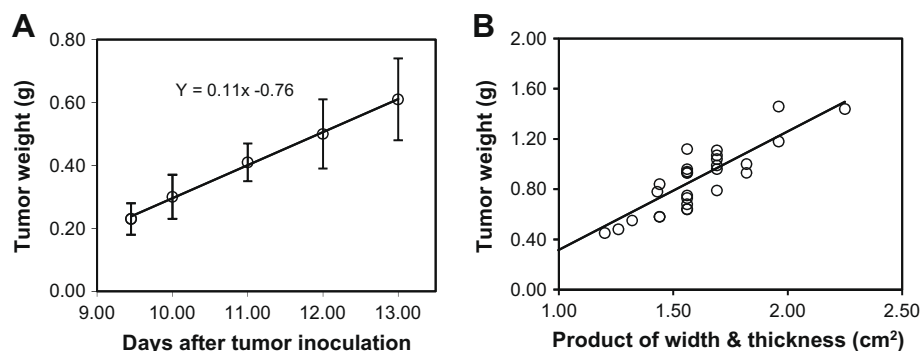 A
0.80
0.60
0.40
0.20
0.00
Tumor weight (g)
Y = 0.11x -0.76
9.00 10.00 11.00 12.00 13.00
Days after tumor inoculation
B
2.00
1.60
1.20
0.80
0.40
0.00
Tumor weight (g)
1.00 1.50 2.00 2.50
Product of width & thickness (cm²)